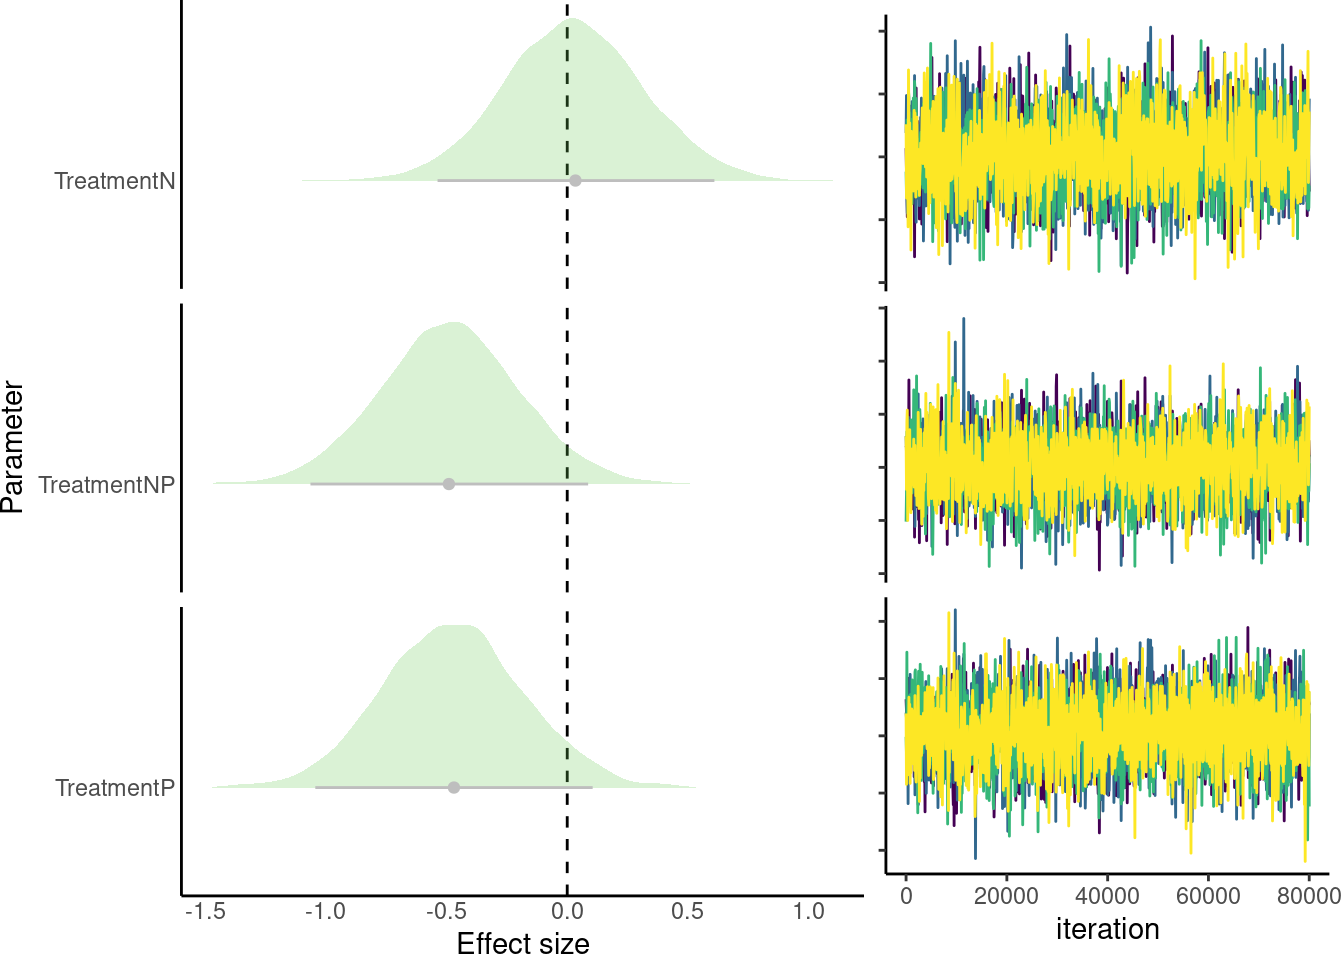 Parameter
TreatmentN
TreatmentNP
TreatmentP
-1.5 -1.0 -0.5 0.0 0.5 1.0
Effect size
0 20000 40000 60000 80000
iteration